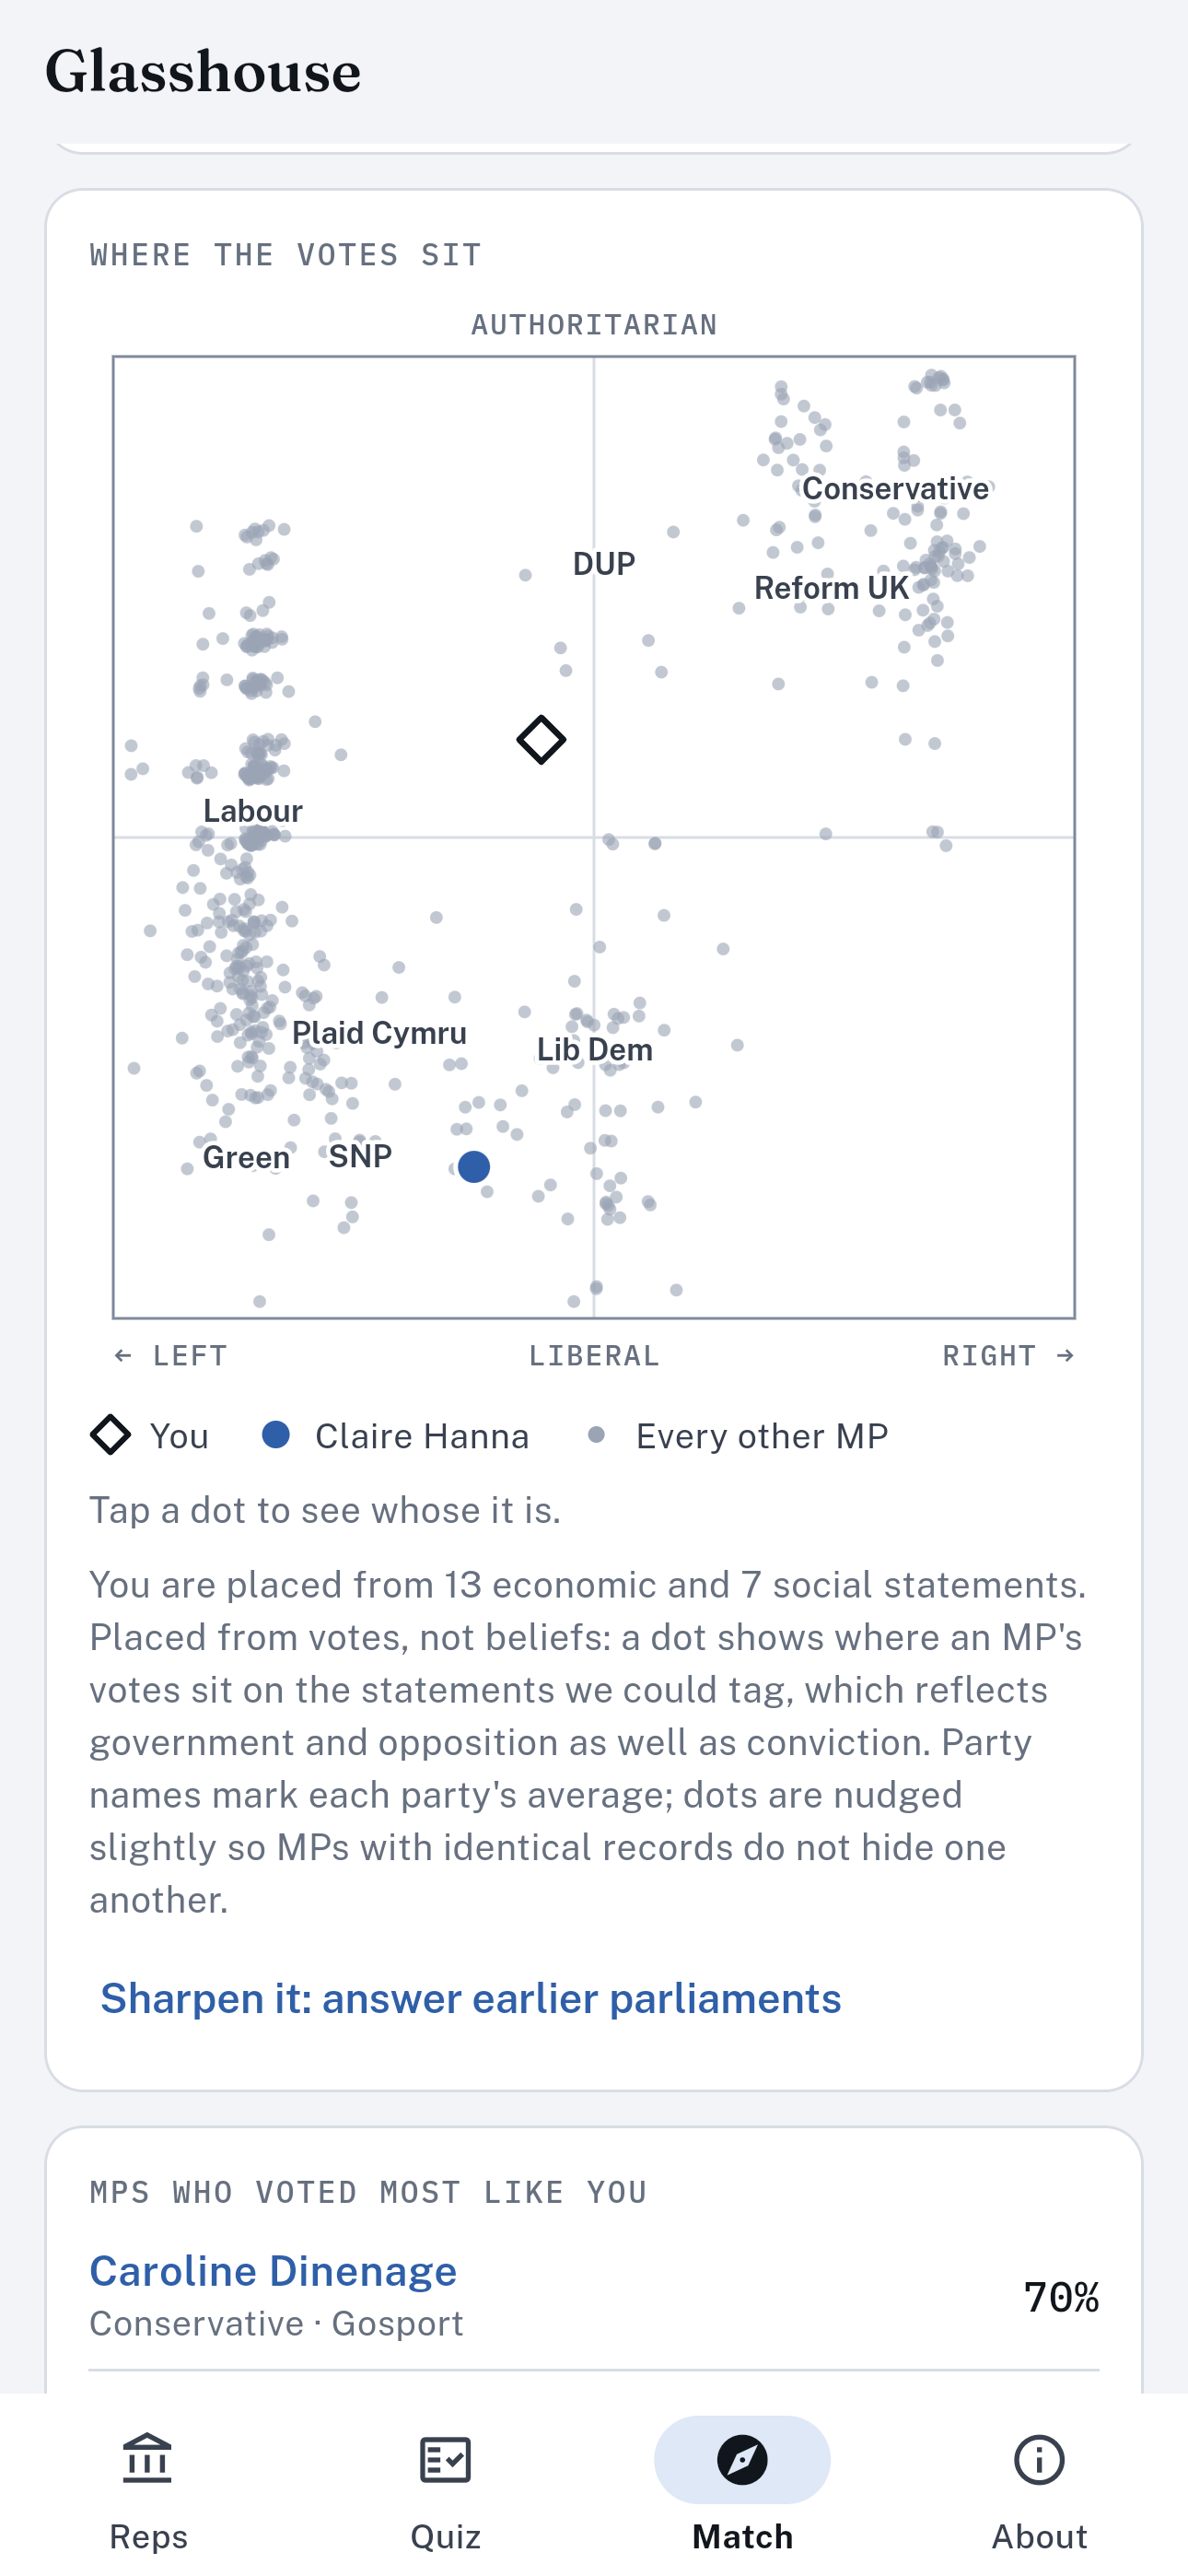 Glasshouse
WHERE THE VOTES SIT
AUTHORITARIAN
Conservative
DUP
Reform UK
Labour
Plaid Cymru
Lib Dem
Green
SNP
← LEFT
LIBERAL
RIGHT →
You
Claire Hanna
Every other MP
Tap a dot to see whose it is.
You are placed from 13 economic and 7 social statements.
Placed from votes, not beliefs: a dot shows where an MP's
votes sit on the statements we could tag, which reflects
government and opposition as well as conviction. Party
names mark each party's average; dots are nudged
slightly so MPs with identical records do not hide one
another.
Sharpen it: answer earlier parliaments
MPS WHO VOTED MOST LIKE YOU
Caroline Dinenage
70%
Conservative · Gosport
Reps
Quiz
Match
About